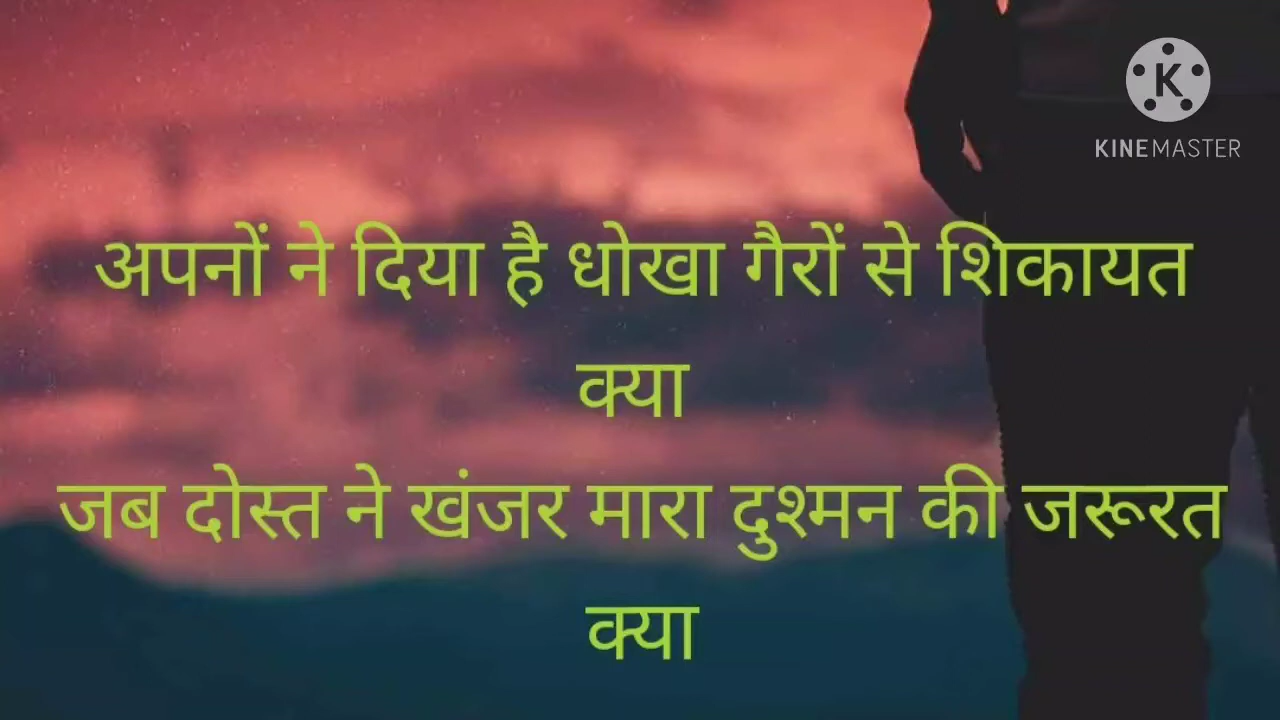 KINEMASTER
अपनों ने दिया है धोखा गैरों से शिकायत
क्या
जब दोस्त ने खंजर मारा दुश्मन की जरूरत
क्या